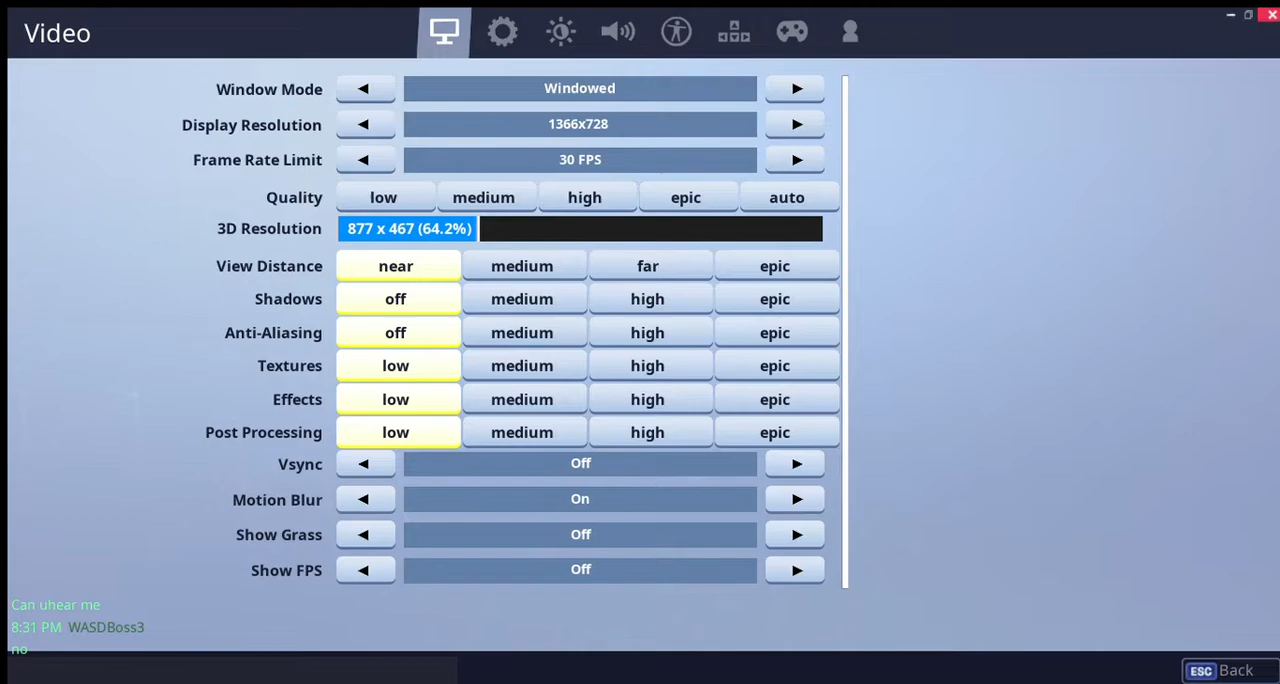 Video
Window Mode ◄ Windowed ►
Display Resolution ◄ 1366x728 ►
Frame Rate Limit ◄ 30 FPS ►
Quality low medium high epic auto
3D Resolution 877 x 467 (64.2%)
View Distance near medium far epic
Shadows off medium high epic
Anti-Aliasing off medium high epic
Textures low medium high epic
Effects low medium high epic
Post Processing low medium high epic
Vsync ◄ Off ►
Motion Blur ◄ On ►
Show Grass ◄ Off ►
Show FPS ◄ Off ►
Can uhear me
8:31 PM WASDBoss3
no
ESC Back